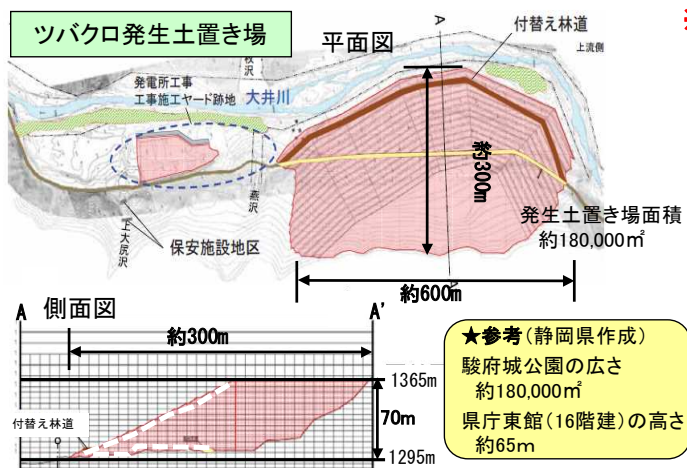 ツバクロ発生土置き場
平面図
※
付替え林道
上流側
A
発電所工事
工事施工ヤード跡地
大井川
約300m
燕沢
上大尻沢
保安施設地区
発生土置き場面積
約180,000㎡
約600m
側面図
A
A'
約300m
1365m
70m
付替え林道
1295m
★参考(静岡県作成)
駿府城公園の広さ
約180,000㎡
県庁東館(16階建)の高さ
約65m